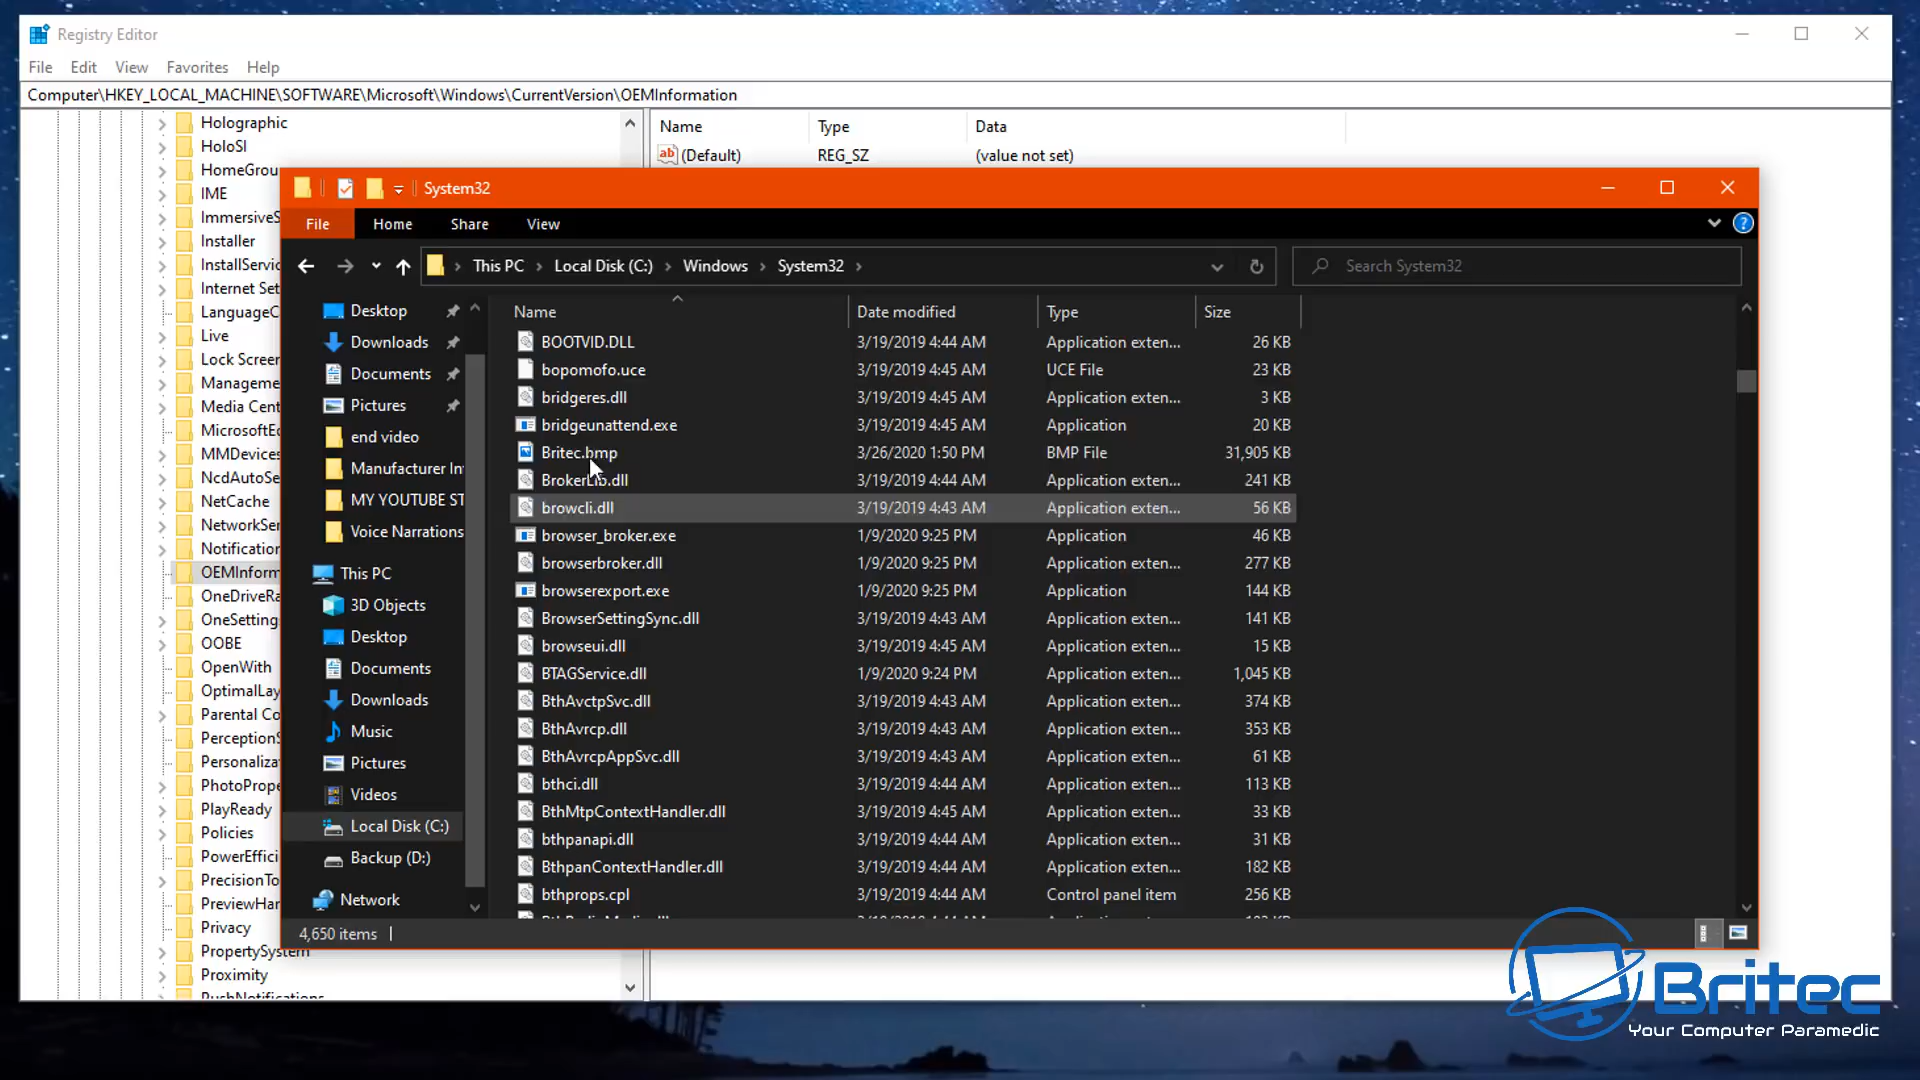 Registry Editor
File Edit View Favorites Help
Computer\HKEY_LOCAL_MACHINE\SOFTWARE\Microsoft\Windows\CurrentVersion\OEMInformation
Holographic
HoloSI
HomeGrou
IME
ImmersiveS
Installer
InstallServic
Internet Set
LanguageC
Live
Lock Screen
Manageme
Media Cent
MicrosoftEd
MMDevices
NcdAutoSe
NetCache
NetworkSer
Notification
OEMInform
OneDriveRa
OneSetting
OOBE
OpenWith
OptimalLay
Parental Co
PerceptionS
Personaliza
PhotoPrope
PlayReady
Policies
PowerEffici
PrecisionTo
PreviewHan
Privacy
PropertySystem
Proximity
PushNotifications
Name Type Data
ab (Default) REG_SZ (value not set)
System32
File Home Share View
This PC Local Disk (C:) Windows System32
Search System32
Desktop
Downloads
Documents
Pictures
end video
Manufacturer In
MY YOUTUBE ST
Voice Narrations
This PC
3D Objects
Desktop
Documents
Downloads
Music
Pictures
Videos
Local Disk (C:)
Backup (D:)
Network
Name Date modified Type Size
BOOTVID.DLL 3/19/2019 4:44 AM Application exten... 26 KB
bopomofo.uce 3/19/2019 4:45 AM UCE File 23 KB
bridgeres.dll 3/19/2019 4:45 AM Application exten... 3 KB
bridgeunattend.exe 3/19/2019 4:45 AM Application 20 KB
Britec.bmp 3/26/2020 1:50 PM BMP File 31,905 KB
BrokerLib.dll 3/19/2019 4:44 AM Application exten... 241 KB
browcli.dll 3/19/2019 4:43 AM Application exten... 56 KB
browser_broker.exe 1/9/2020 9:25 PM Application 46 KB
browserbroker.dll 1/9/2020 9:25 PM Application exten... 277 KB
browserexport.exe 1/9/2020 9:25 PM Application 144 KB
BrowserSettingSync.dll 3/19/2019 4:43 AM Application exten... 141 KB
browseui.dll 3/19/2019 4:45 AM Application exten... 15 KB
BTAGService.dll 1/9/2020 9:24 PM Application exten... 1,045 KB
BthAvctpSvc.dll 3/19/2019 4:43 AM Application exten... 374 KB
BthAvrcp.dll 3/19/2019 4:43 AM Application exten... 353 KB
BthAvrcpAppSvc.dll 3/19/2019 4:43 AM Application exten... 61 KB
bthci.dll 3/19/2019 4:44 AM Application exten... 113 KB
BthMtpContextHandler.dll 3/19/2019 4:45 AM Application exten... 33 KB
bthpanapi.dll 3/19/2019 4:44 AM Application exten... 31 KB
BthpanContextHandler.dll 3/19/2019 4:44 AM Application exten... 182 KB
bthprops.cpl 3/19/2019 4:44 AM Control panel item 256 KB
4,650 items
Britec
Your Computer Paramedic